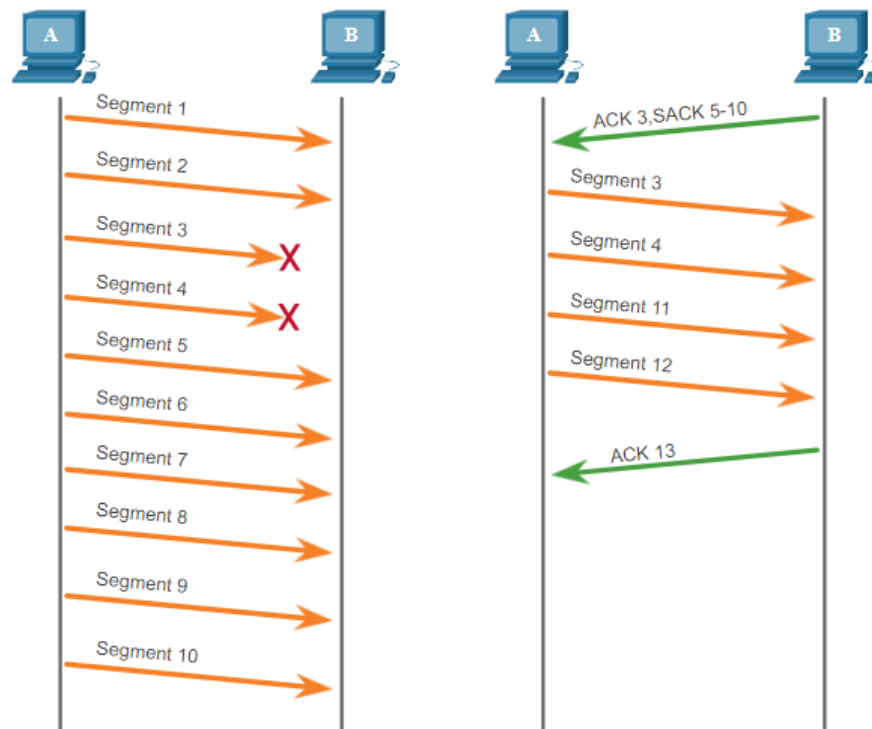 A
B
Segment 1
Segment 2
Segment 3
X
Segment 4
X
Segment 5
Segment 6
Segment 7
Segment 8
Segment 9
Segment 10
A
B
ACK 3,SACK 5-10
Segment 3
Segment 4
Segment 11
Segment 12
ACK 13